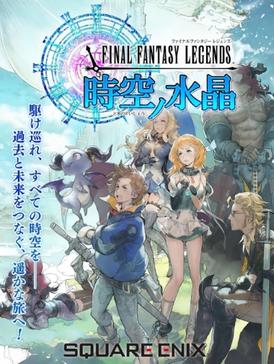 ファイナルファンタジー レジェンズ
FINAL FANTASY LEGENDS
時空ノ水晶
駆け巡れ、すべての時空を──
過去と未来をつなぐ、遥かな旅へ!
SQUARE ENIX